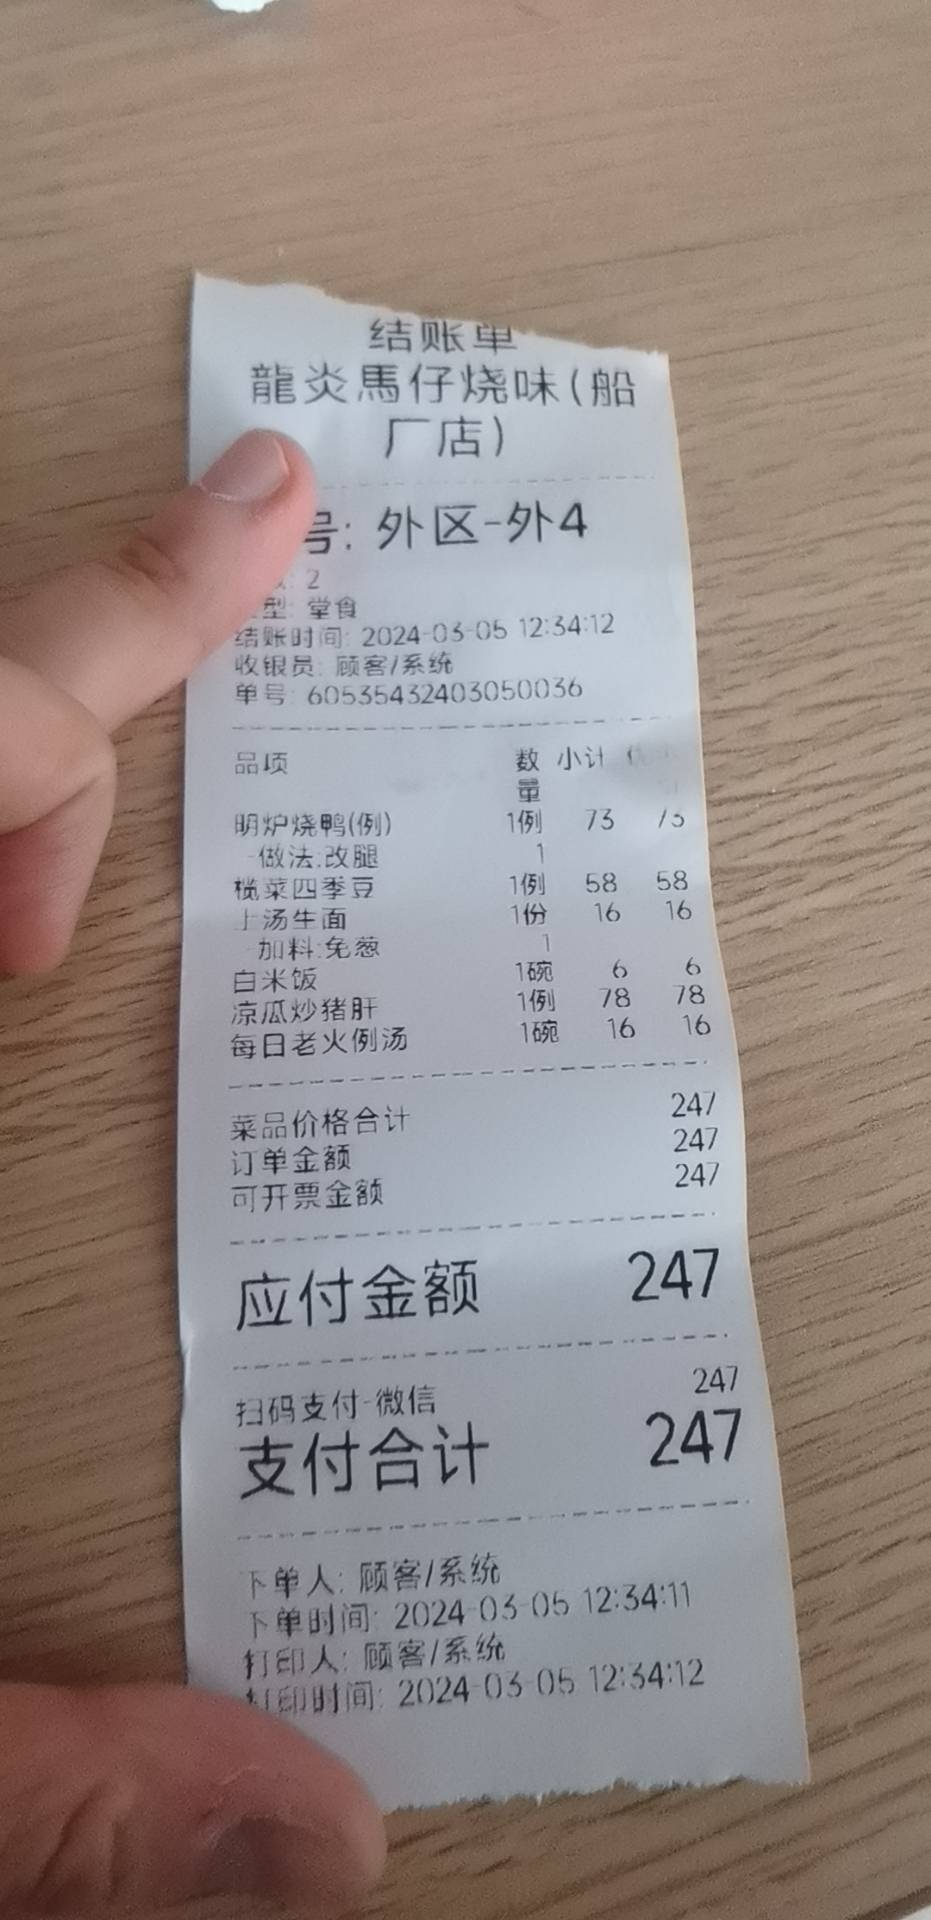 结账单
龍炎馬仔烧味(船
厂店)
号: 外区-外4
2
型: 堂食
结账时间: 2024-03-05 12:34:12
收银员: 顾客/系统
单号: 60535432403050036
品项 数量 小计
明炉烧鸭(例) 1例 73 73
-做法:改腿 1
榄菜四季豆 1例 58 58
上汤生面 1份 16 16
加料:免葱 1
白米饭 1碗 6 6
凉瓜炒猪肝 1例 78 78
每日老火例汤 1碗 16 16
菜品价格合计 247
订单金额 247
可开票金额 247
应付金额 247
扫码支付-微信 247
支付合计 247
下单人: 顾客/系统
下单时间: 2024-03-05 12:34:11
打印人: 顾客/系统
打印时间: 2024-03-05 12:34:12